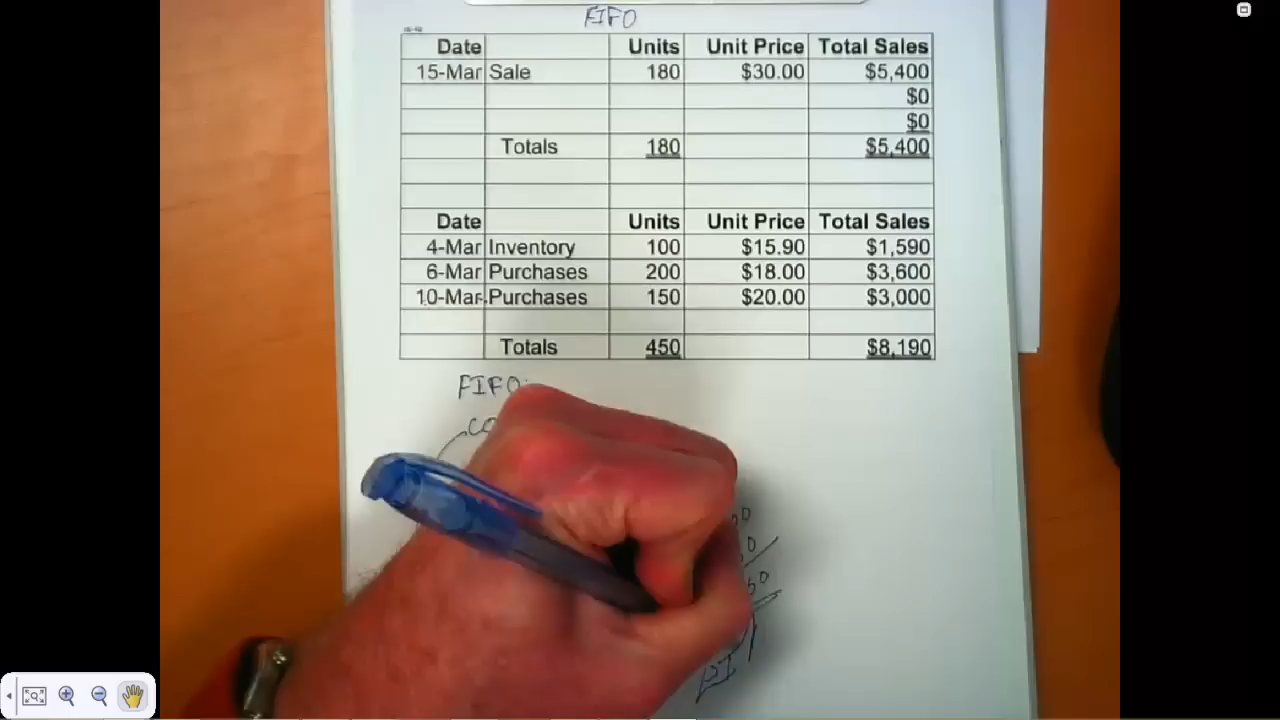 FIFO
Date Units Unit Price Total Sales
15-Mar Sale 180 $30.00 $5,400
$0
$0
Totals 180 $5,400
Date Units Unit Price Total Sales
4-Mar Inventory 100 $15.90 $1,590
6-Mar Purchases 200 $18.00 $3,600
10-Mar Purchases 150 $20.00 $3,000
Totals 450 $8,190
FIFO